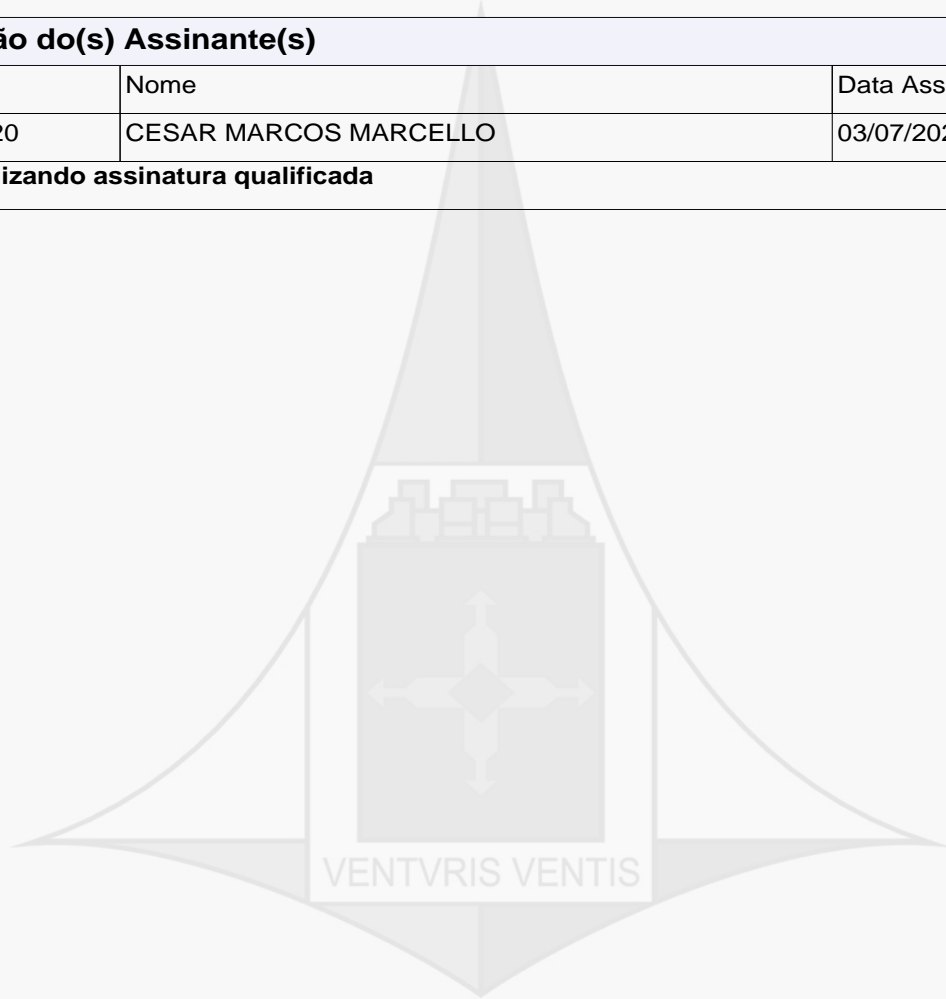 ão do(s) Assinante(s)
Nome Data Ass
20 CESAR MARCOS MARCELLO 03/07/202
izando assinatura qualificada
VENTVRIS VENTIS